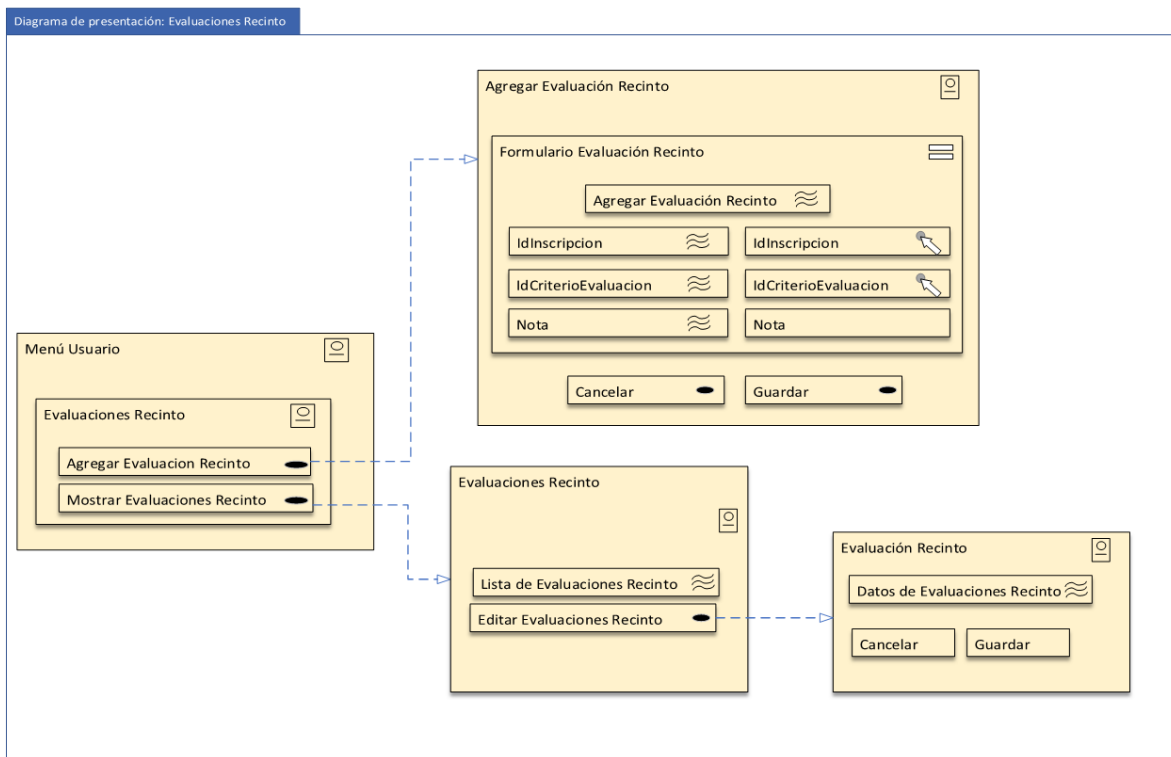 Diagrama de presentación: Evaluaciones Recinto
Agregar Evaluación Recinto
Formulario Evaluación Recinto
Agregar Evaluación Recinto
IdInscripcion
IdInscripcion
IdCriterioEvaluacion
IdCriterioEvaluacion
Nota
Nota
Cancelar
Guardar
Menú Usuario
Evaluaciones Recinto
Agregar Evaluacion Recinto
Mostrar Evaluaciones Recinto
Evaluaciones Recinto
Lista de Evaluaciones Recinto
Editar Evaluaciones Recinto
Evaluación Recinto
Datos de Evaluaciones Recinto
Cancelar
Guardar